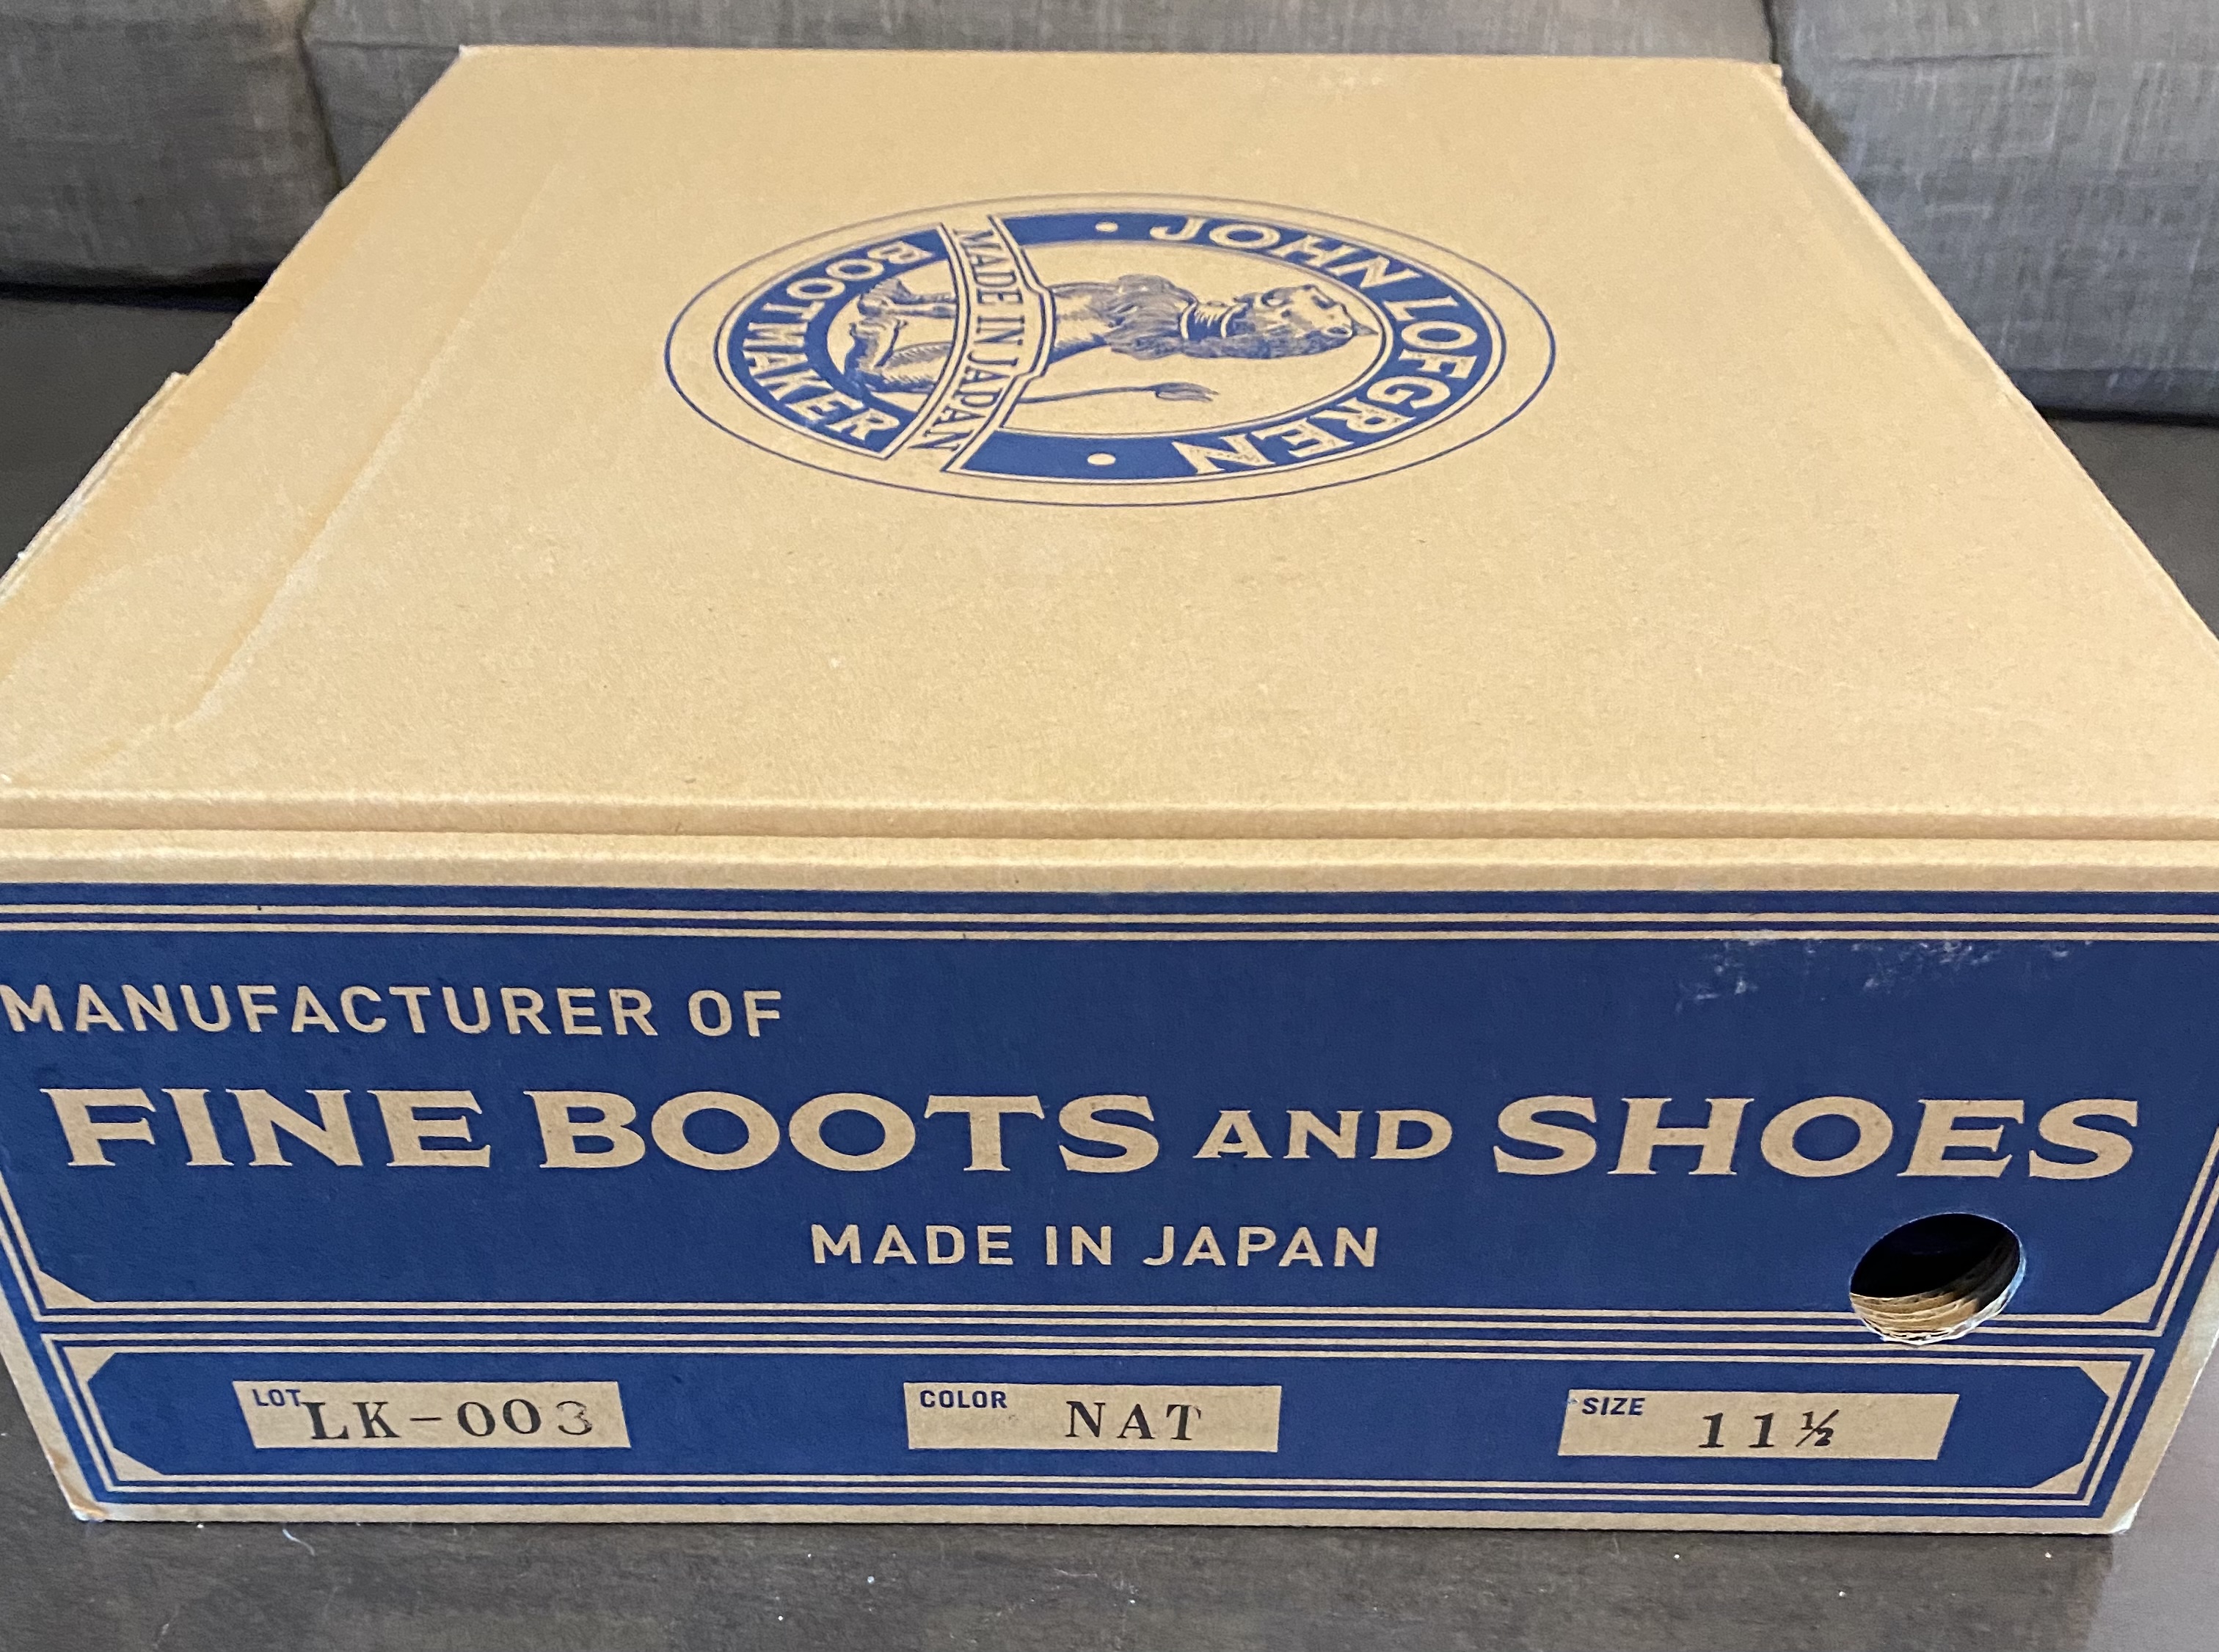 JOHN LOFGREN
MADE IN JAPAN
BOOTMAKER
MANUFACTURER OF
FINE BOOTS AND SHOES
MADE IN JAPAN
LOT LK-003
COLOR NAT
SIZE 11½